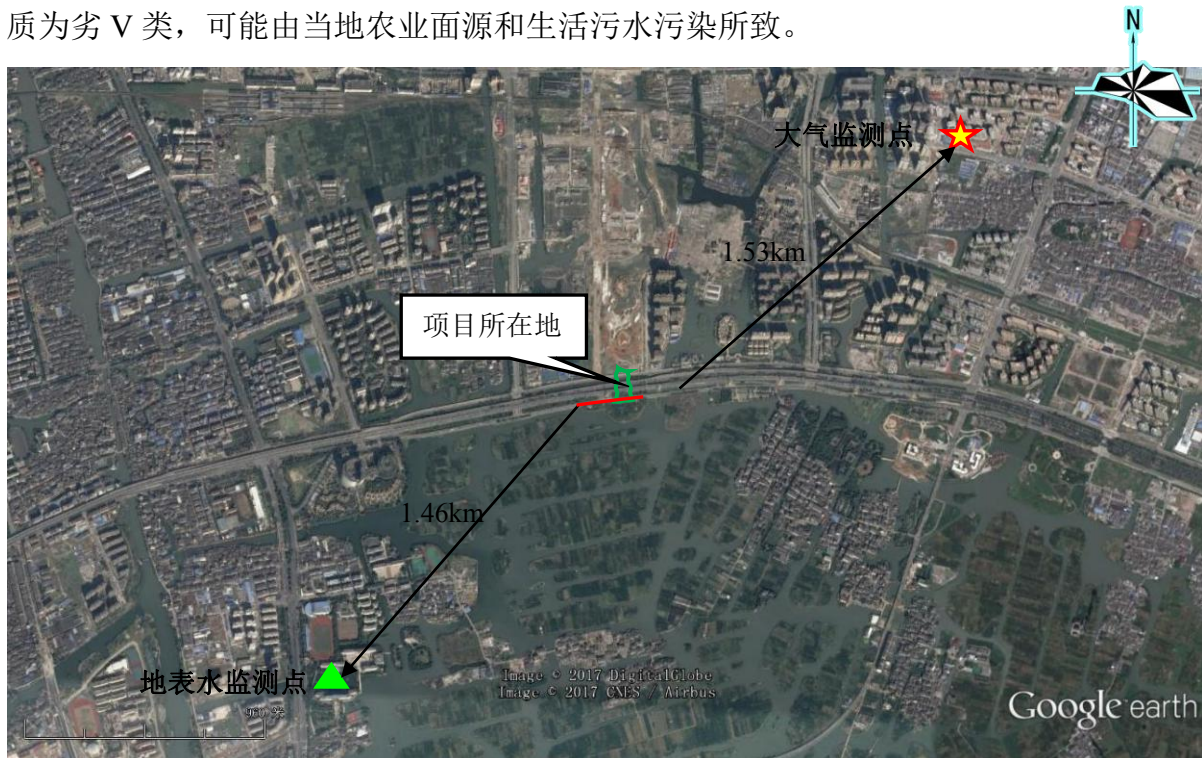 质为劣 V 类，可能由当地农业面源和生活污水污染所致。
N
大气监测点
1.53km
项目所在地
1.46km
地表水监测点
Image © 2017 DigitalGlobe
Image © 2017 CNES / Airbus
Google earth